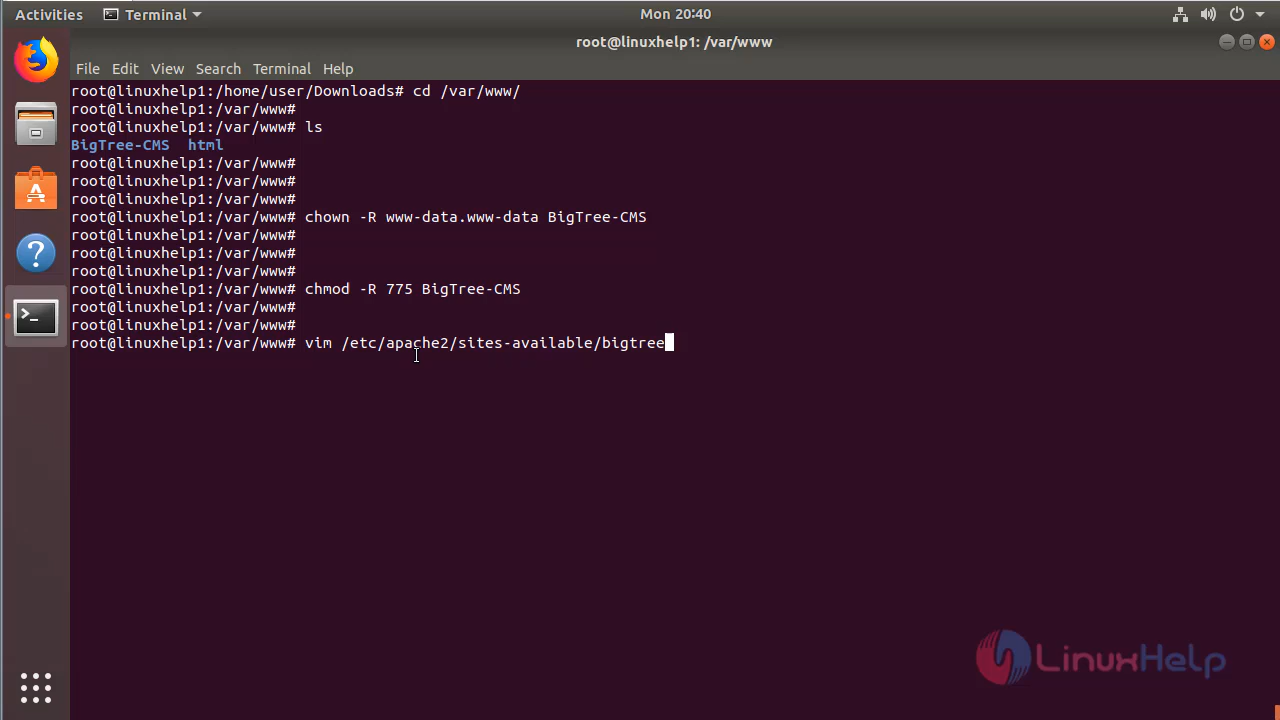 Activities Terminal Mon 20:40
root@linuxhelp1: /var/www
File Edit View Search Terminal Help
root@linuxhelp1:/home/user/Downloads# cd /var/www/
root@linuxhelp1:/var/www#
root@linuxhelp1:/var/www# ls
BigTree-CMS  html
root@linuxhelp1:/var/www#
root@linuxhelp1:/var/www#
root@linuxhelp1:/var/www#
root@linuxhelp1:/var/www# chown -R www-data.www-data BigTree-CMS
root@linuxhelp1:/var/www#
root@linuxhelp1:/var/www#
root@linuxhelp1:/var/www#
root@linuxhelp1:/var/www# chmod -R 775 BigTree-CMS
root@linuxhelp1:/var/www#
root@linuxhelp1:/var/www#
root@linuxhelp1:/var/www# vim /etc/apache2/sites-available/bigtree
LinuxHelp